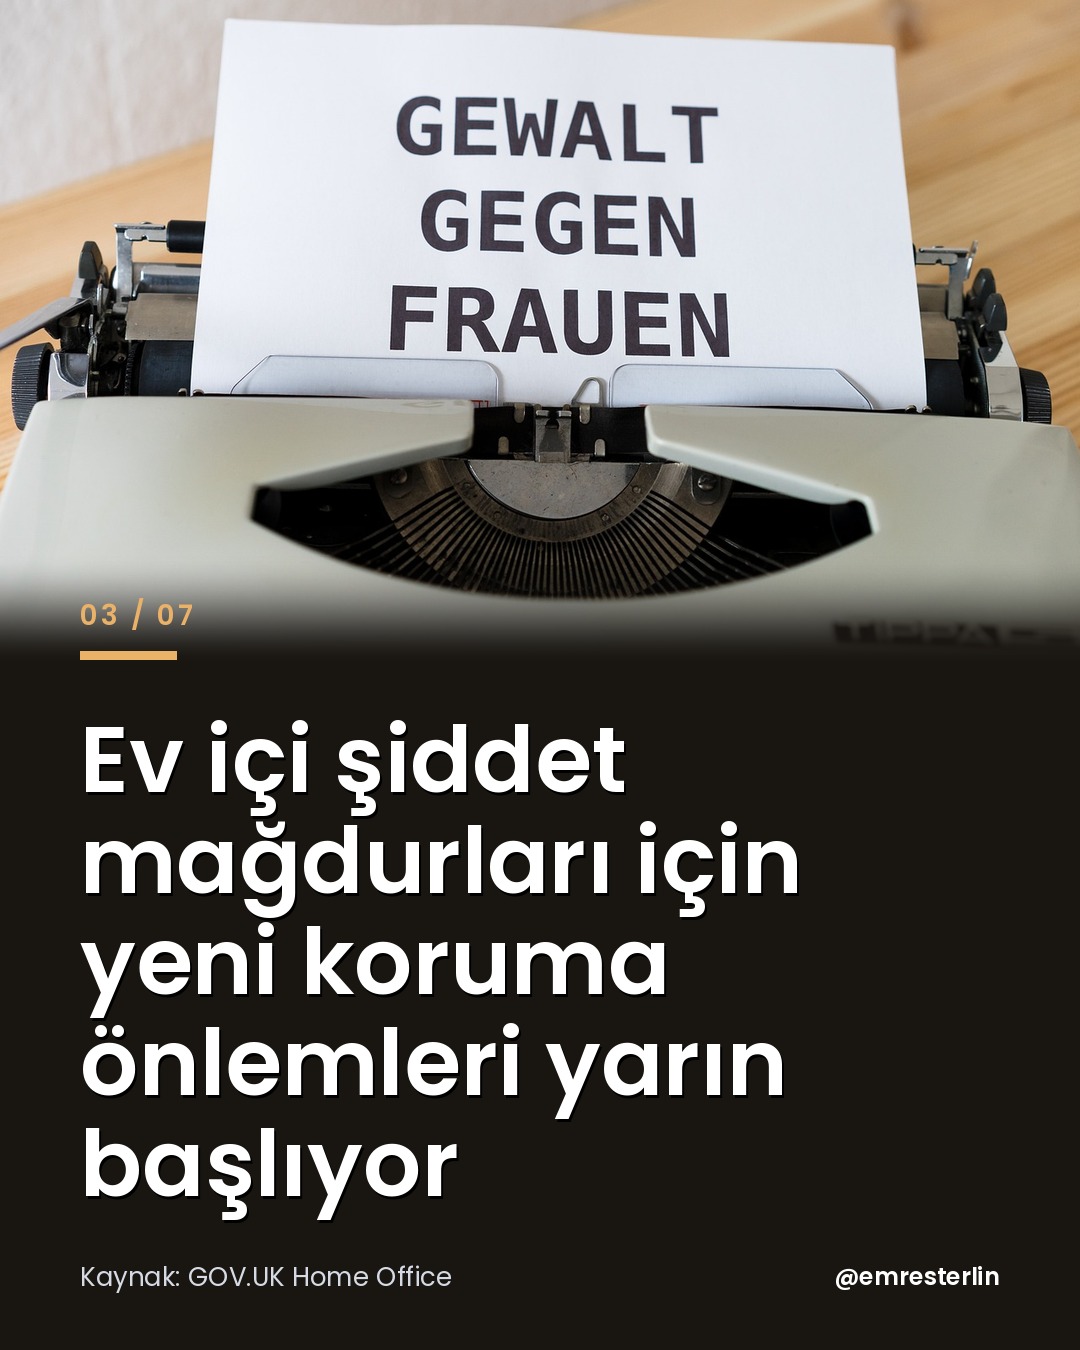 GEWALT
GEGEN
FRAUEN
03 / 07
Ev içi şiddet
mağdurları için
yeni koruma
önlemleri yarın
başlıyor
Kaynak: GOV.UK Home Office
@emresterlin